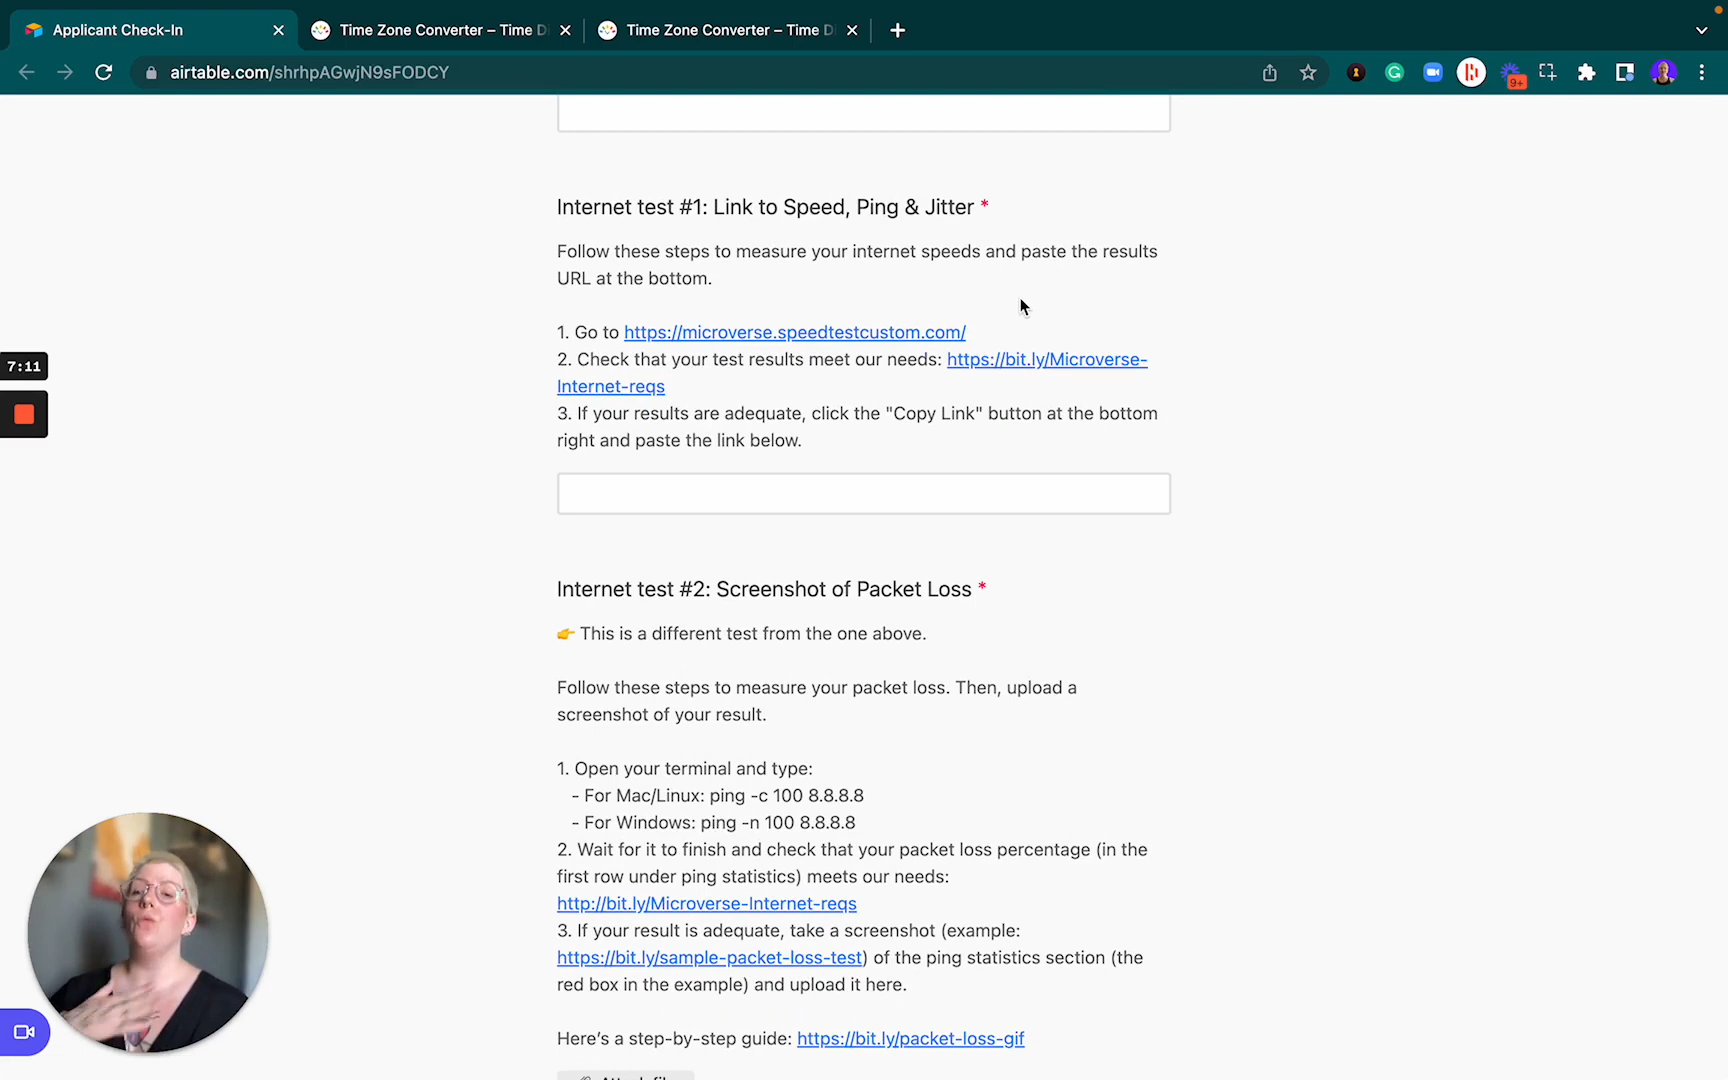 Applicant Check-In
Time Zone Converter – Time D
Time Zone Converter – Time D
airtable.com/shrhpAGwjN9sFODCY
9+
Internet test #1: Link to Speed, Ping & Jitter *
Follow these steps to measure your internet speeds and paste the results
URL at the bottom.
1. Go to https://microverse.speedtestcustom.com/
2. Check that your test results meet our needs: https://bit.ly/Microverse-
Internet-reqs
3. If your results are adequate, click the "Copy Link" button at the bottom
right and paste the link below.
7:11
Internet test #2: Screenshot of Packet Loss *
👉 This is a different test from the one above.
Follow these steps to measure your packet loss. Then, upload a
screenshot of your result.
1. Open your terminal and type:
- For Mac/Linux: ping -c 100 8.8.8.8
- For Windows: ping -n 100 8.8.8.8
2. Wait for it to finish and check that your packet loss percentage (in the
first row under ping statistics) meets our needs:
http://bit.ly/Microverse-Internet-reqs
3. If your result is adequate, take a screenshot (example:
https://bit.ly/sample-packet-loss-test) of the ping statistics section (the
red box in the example) and upload it here.
Here's a step-by-step guide: https://bit.ly/packet-loss-gif